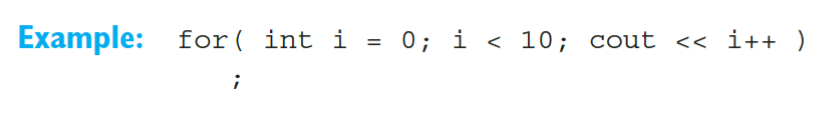 Example: for( int i = 0; i < 10; cout << i++ )
;